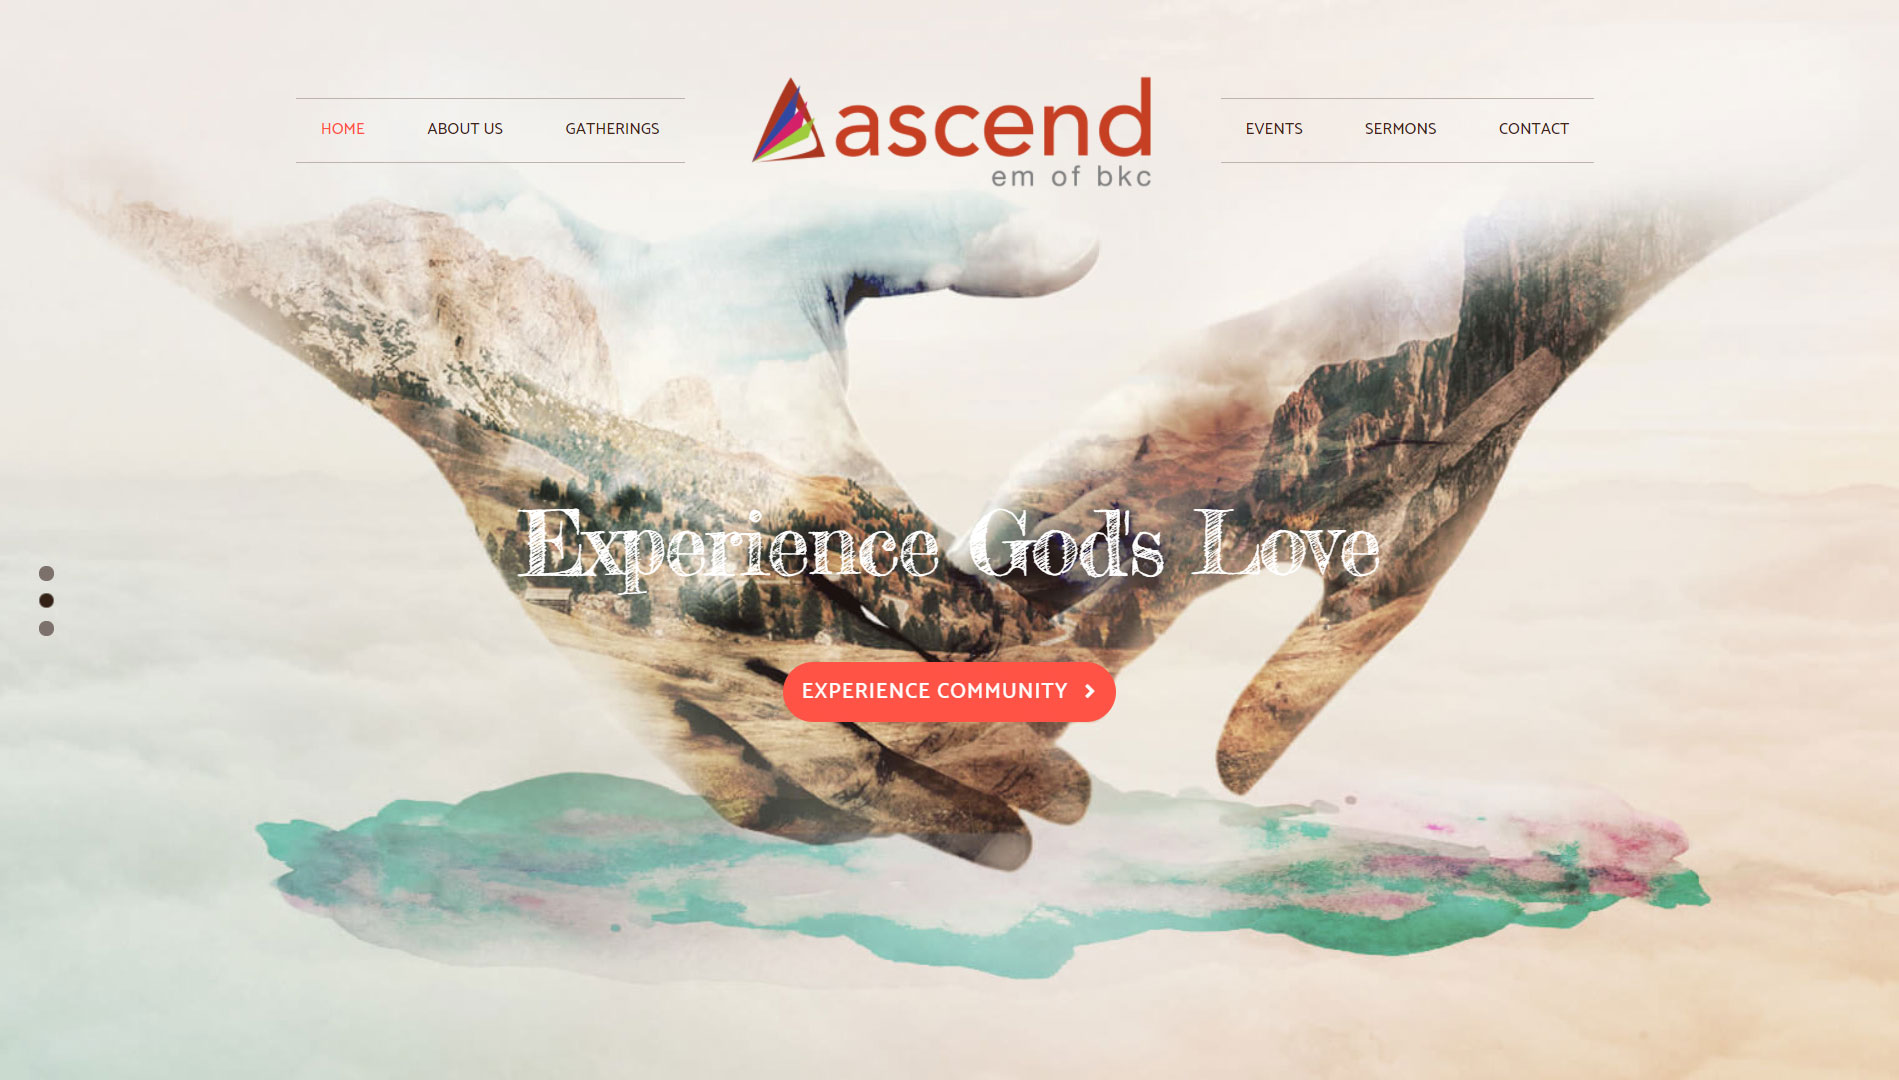 HOME ABOUT US GATHERINGS
ascend
em of bkc
EVENTS SERMONS CONTACT
Experience God's Love
EXPERIENCE COMMUNITY